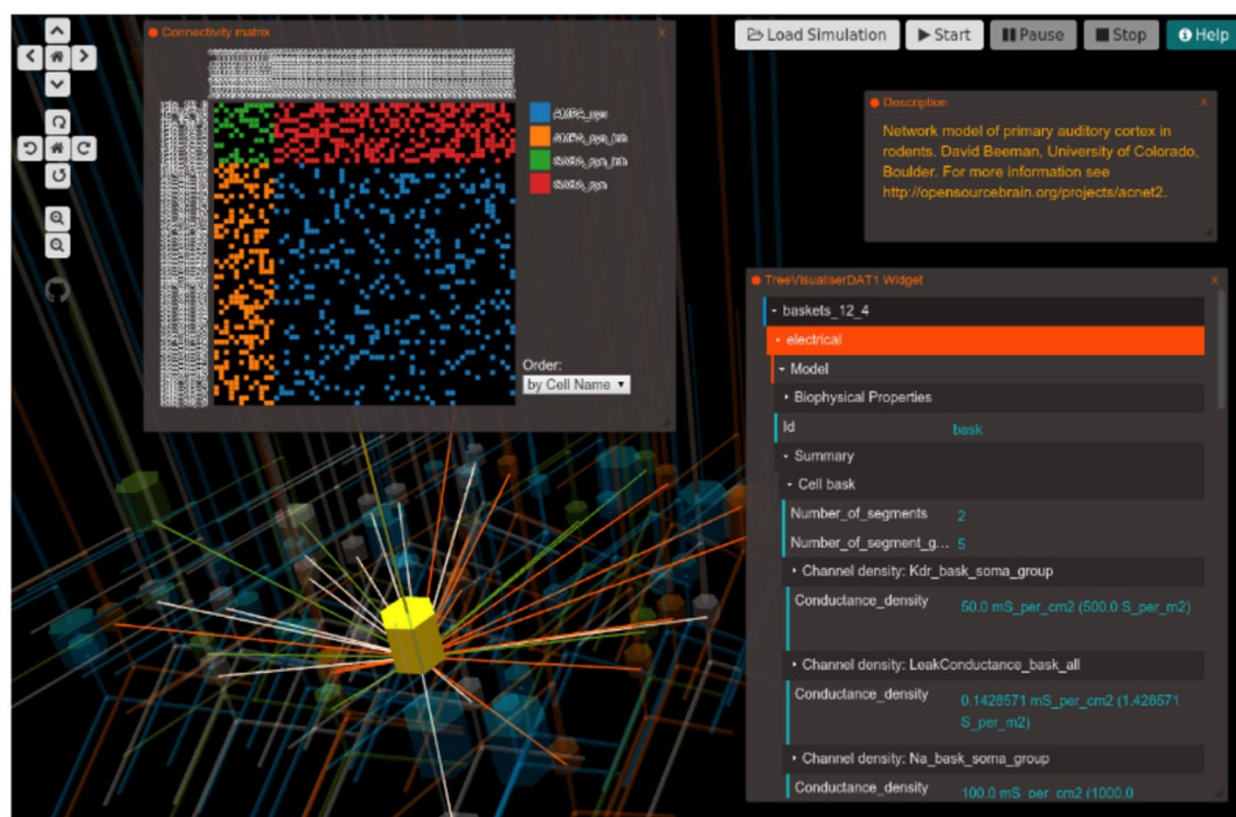 Connectivity matrix
X
AMPA_syn
AMPA_syn_inh
GABA_syn_inh
GABA_syn
Order:
by Cell Name
Load Simulation
Start
Pause
Stop
Help
Description
X
Network model of primary auditory cortex in
rodents. David Beeman, University of Colorado,
Boulder. For more information see
http://opensourcebrain.org/projects/acnet2.
TreeVisualiserDAT1 Widget
X
baskets_12_4
electrical
Model
Biophysical Properties
Id bask
Summary
Cell bask
Number_of_segments 2
Number_of_segment_g... 5
Channel density: Kdr_bask_soma_group
Conductance_density 50.0 mS_per_cm2 (500.0 S_per_m2)
Channel density: LeakConductance_bask_all
Conductance_density 0.1428571 mS_per_cm2 (1.428571
S_per_m2)
Channel density: Na_bask_soma_group
Conductance_density 100.0 mS_per_cm2 (1000.0